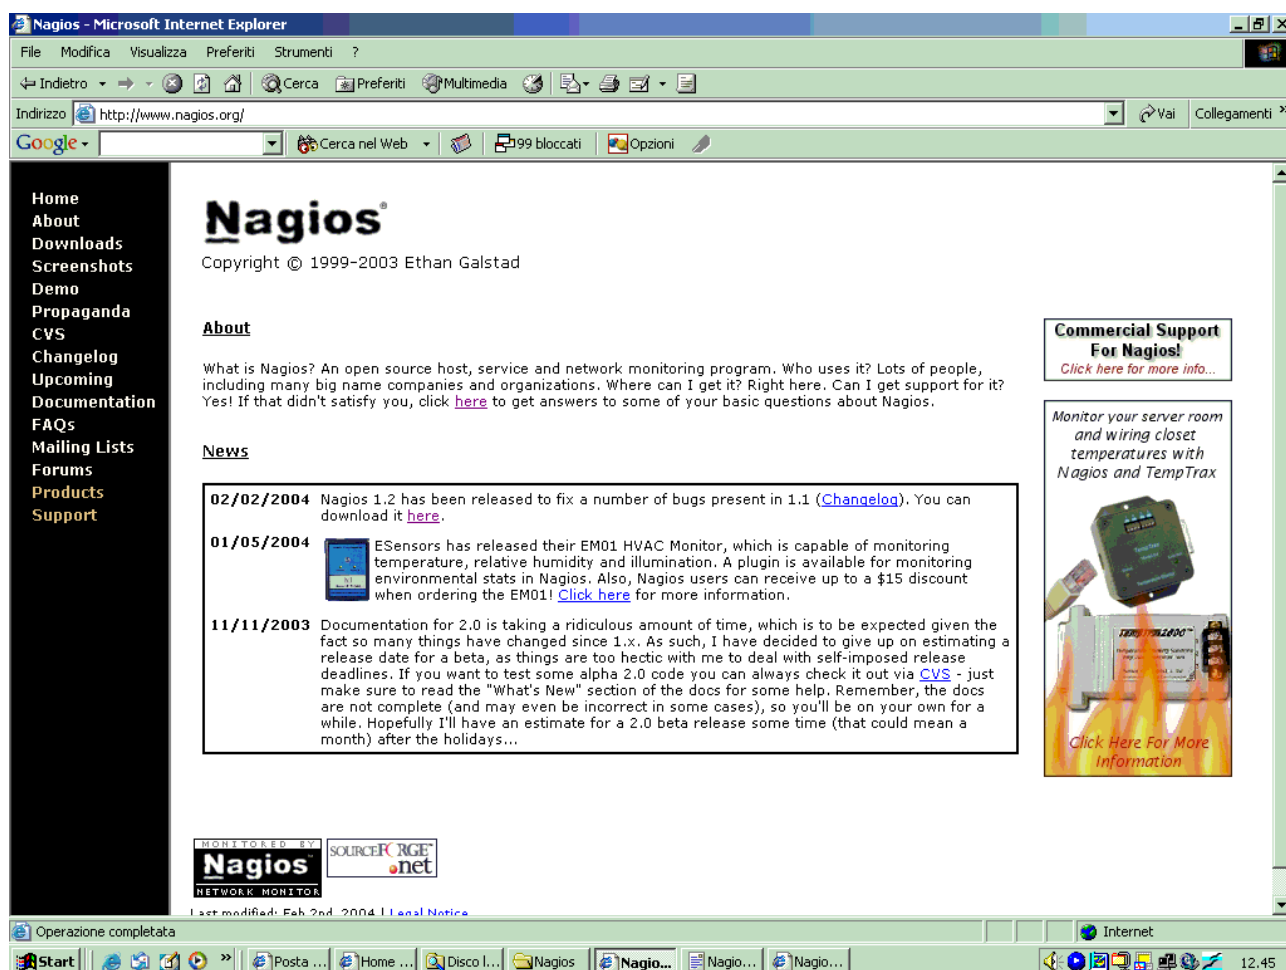 Nagios - Microsoft Internet Explorer
File Modifica Visualizza Preferiti Strumenti ?
Indietro Cerca Preferiti Multimedia
Indirizzo http://www.nagios.org/ Vai Collegamenti »
Google Cerca nel Web 99 bloccati Opzioni
Home
About
Downloads
Screenshots
Demo
Propaganda
CVS
Changelog
Upcoming
Documentation
FAQs
Mailing Lists
Forums
Products
Support
Nagios®
Copyright © 1999-2003 Ethan Galstad
About
What is Nagios? An open source host, service and network monitoring program. Who uses it? Lots of people,
including many big name companies and organizations. Where can I get it? Right here. Can I get support for it?
Yes! If that didn't satisfy you, click here to get answers to some of your basic questions about Nagios.
News
02/02/2004 Nagios 1.2 has been released to fix a number of bugs present in 1.1 (Changelog). You can
download it here.
01/05/2004 ESensors has released their EM01 HVAC Monitor, which is capable of monitoring
temperature, relative humidity and illumination. A plugin is available for monitoring
environmental stats in Nagios. Also, Nagios users can receive up to a $15 discount
when ordering the EM01! Click here for more information.
11/11/2003 Documentation for 2.0 is taking a ridiculous amount of time, which is to be expected given the
fact so many things have changed since 1.x. As such, I have decided to give up on estimating a
release date for a beta, as things are too hectic with me to deal with self-imposed release
deadlines. If you want to test some alpha 2.0 code you can always check it out via CVS - just
make sure to read the "What's New" section of the docs for some help. Remember, the docs
are not complete (and may even be incorrect in some cases), so you'll be on your own for a
while. Hopefully I'll have an estimate for a 2.0 beta release some time (that could mean a
month) after the holidays...
Commercial Support
For Nagios!
Click here for more info...
Monitor your server room
and wiring closet
temperatures with
Nagios and TempTrax
Click Here For More
Information
MONITORED BY
Nagios
NETWORK MONITOR
SOURCEFORGE
.net
Last modified: Feb 2nd, 2004 | Legal Notice
Operazione completata Internet
Start » Posta ... Home ... Disco l... Nagios Nagio... Nagio... Nagio... 12.45